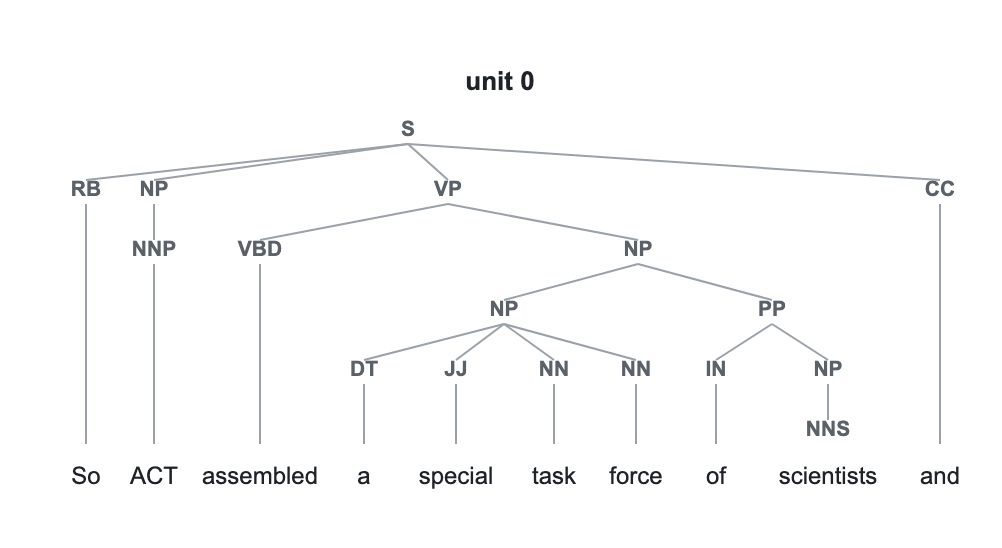 unit 0
S
RB NP VP CC
NNP VBD NP
NP PP
DT JJ NN NN IN NP
NNS
So ACT assembled a special task force of scientists and